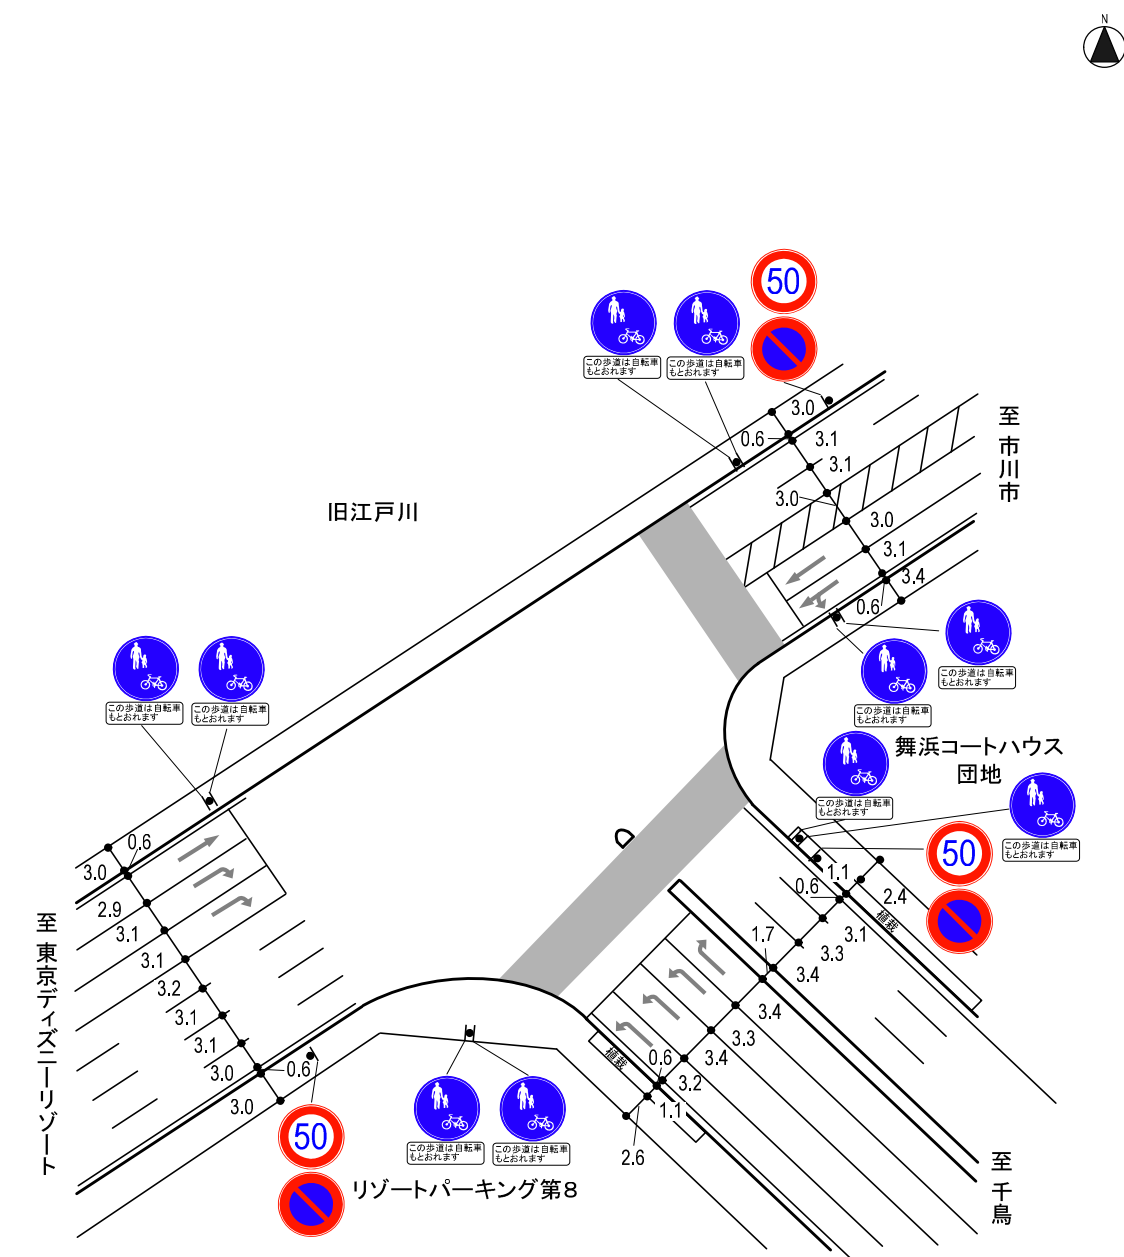 N
50
この歩道は自転車
もとおれます
この歩道は自転車
もとおれます
3.0
0.6
3.1
3.1
3.0
3.0
3.1
3.4
0.6
至市川市
旧江戸川
この歩道は自転車
もとおれます
この歩道は自転車
もとおれます
この歩道は自転車
もとおれます
この歩道は自転車
もとおれます
舞浜コートハウス
団地
この歩道は自転車
もとおれます
この歩道は自転車
もとおれます
50
1.1
0.6
2.4
植栽
3.1
3.3
1.7
3.4
3.4
3.3
3.4
0.6
3.2
植栽
1.1
2.6
0.6
3.0
2.9
3.1
3.1
3.2
3.1
3.1
3.0
0.6
3.0
至東京ディズニーリゾート
50
この歩道は自転車
もとおれます
この歩道は自転車
もとおれます
リゾートパーキング第8
至千鳥